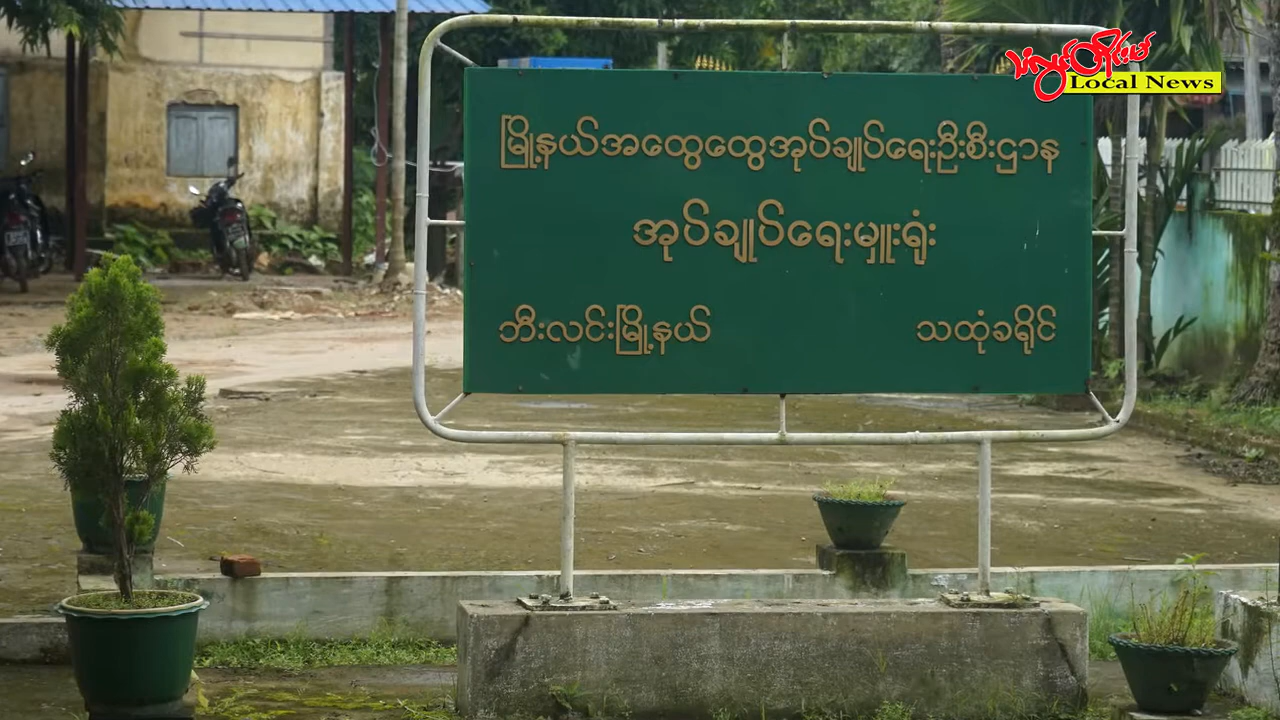 Local News
မြို့နယ်အထွေထွေအုပ်ချုပ်ရေးဦးစီးဌာန
အုပ်ချုပ်ရေးမှူးရုံး
ဘီးလင်းမြို့နယ် သထုံခရိုင်